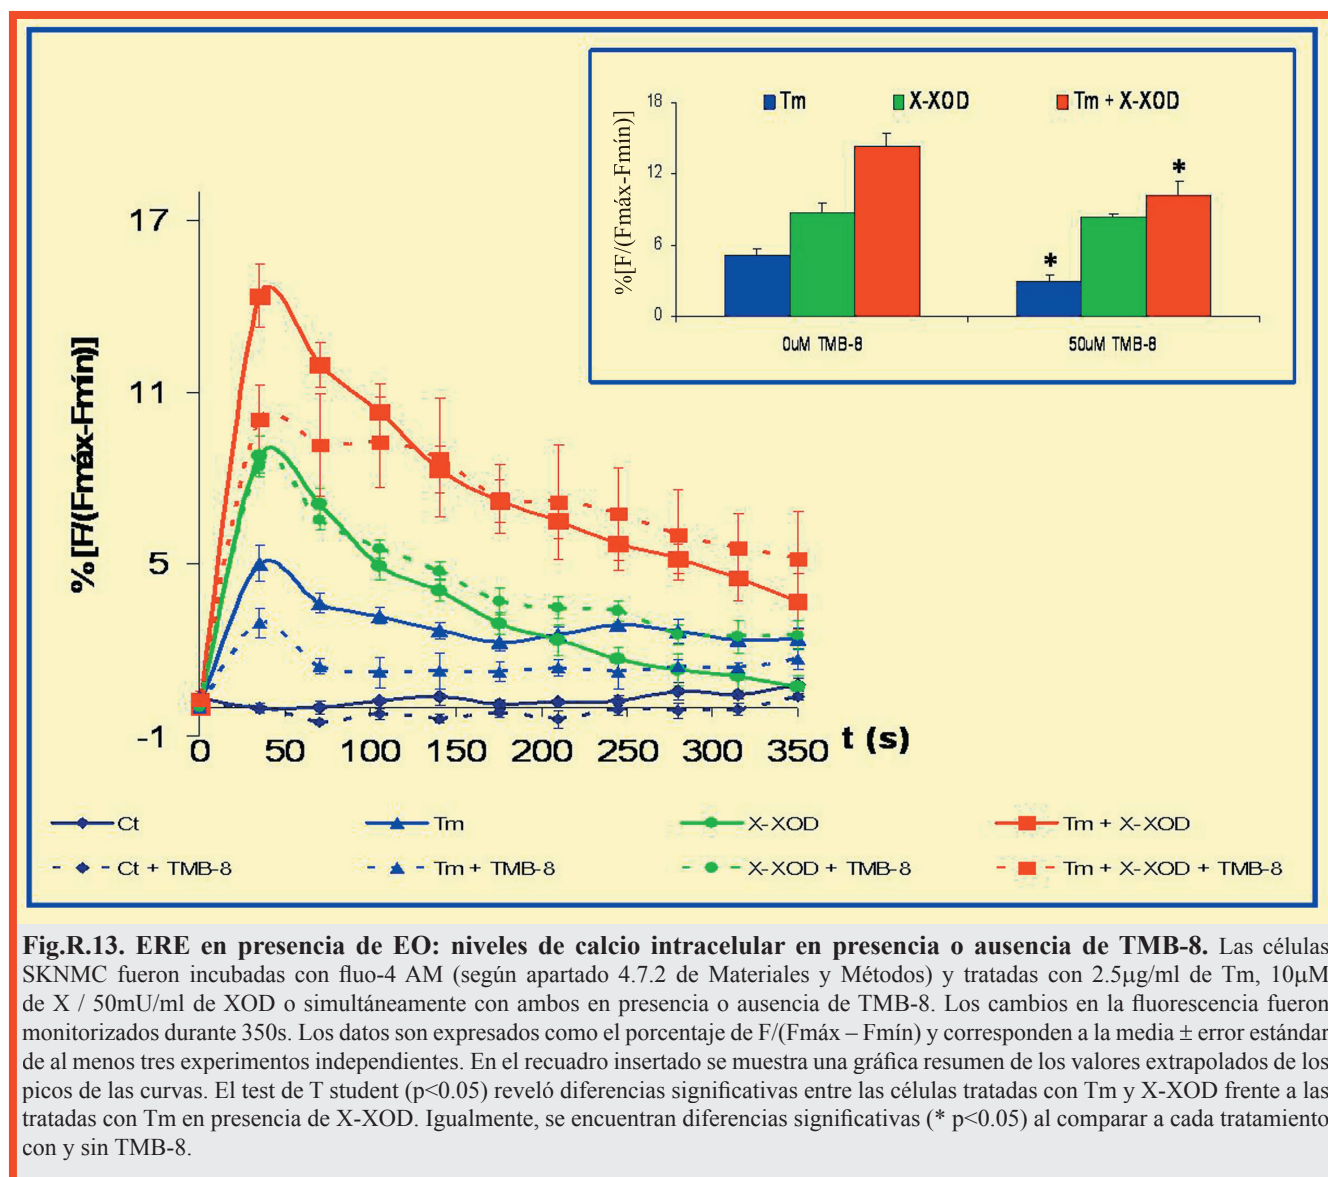 18
12
6
0
%[F/(Fmáx-Fmín)]
Tm
X-XOD
Tm + X-XOD
*
*
0uM TMB-8
50uM TMB-8
17
11
5
-1
%[F/(Fmáx-Fmín)]
0 50 100 150 200 250 300 350 t (s)
Ct Tm X-XOD Tm + X-XOD
Ct + TMB-8 Tm + TMB-8 X-XOD + TMB-8 Tm + X-XOD + TMB-8
Fig.R.13. ERE en presencia de EO: niveles de calcio intracelular en presencia o ausencia de TMB-8. Las células
SKNMC fueron incubadas con fluo-4 AM (según apartado 4.7.2 de Materiales y Métodos) y tratadas con 2.5µg/ml de Tm, 10µM
de X / 50mU/ml de XOD o simultáneamente con ambos en presencia o ausencia de TMB-8. Los cambios en la fluorescencia fueron
monitorizados durante 350s. Los datos son expresados como el porcentaje de F/(Fmáx – Fmín) y corresponden a la media ± error estándar
de al menos tres experimentos independientes. En el recuadro insertado se muestra una gráfica resumen de los valores extrapolados de los
picos de las curvas. El test de T student (p<0.05) reveló diferencias significativas entre las células tratadas con Tm y X-XOD frente a las
tratadas con Tm en presencia de X-XOD. Igualmente, se encuentran diferencias significativas (* p<0.05) al comparar a cada tratamiento
con y sin TMB-8.